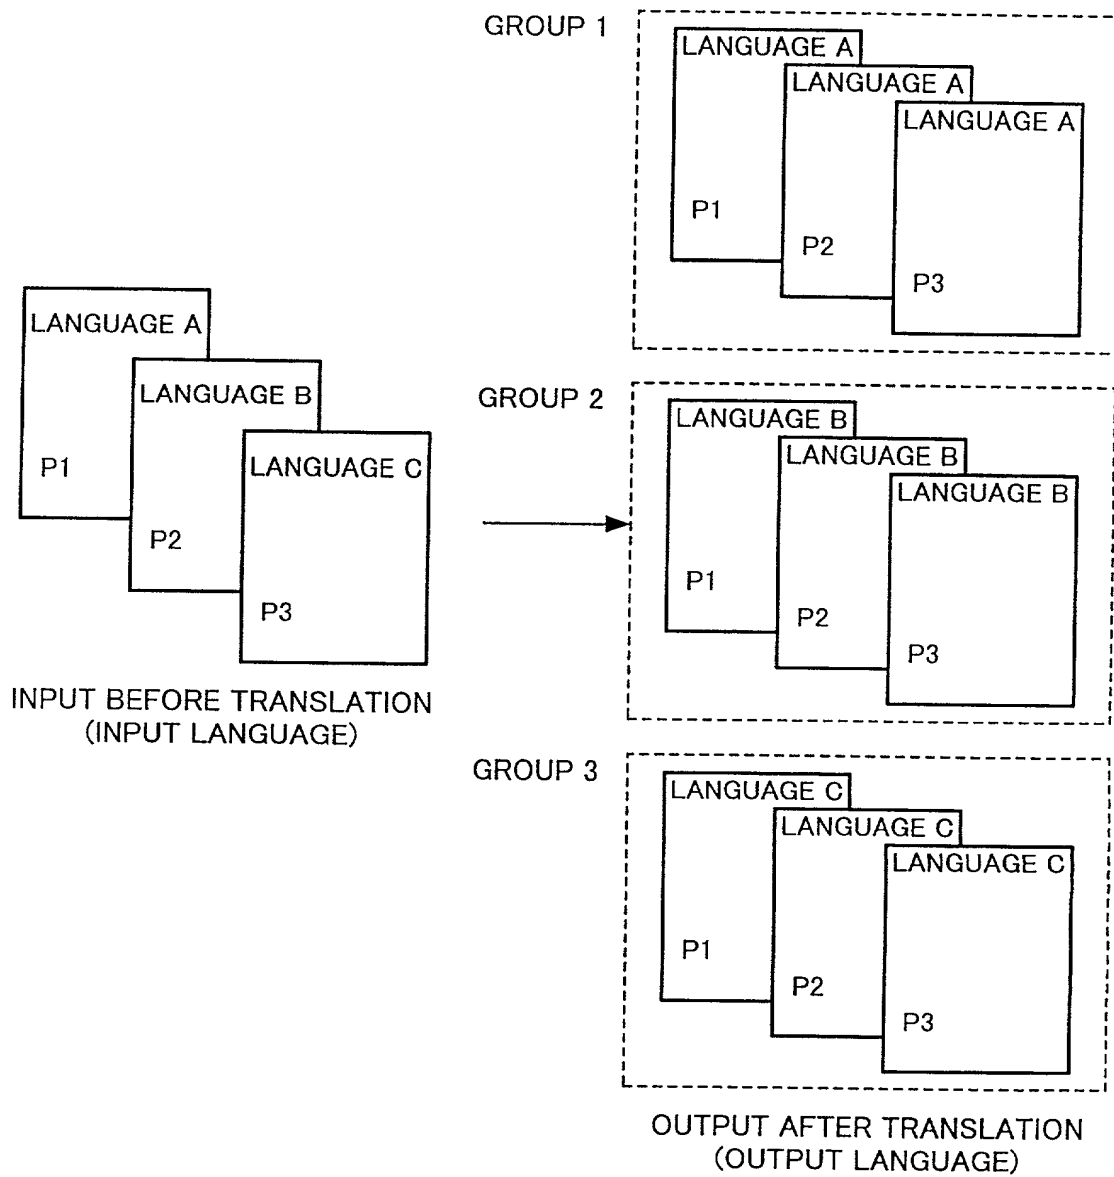 GROUP 1
LANGUAGE A
LANGUAGE A
LANGUAGE A
P1
P2
P3
LANGUAGE A
LANGUAGE B
LANGUAGE C
P1
P2
P3
INPUT BEFORE TRANSLATION
(INPUT LANGUAGE)
GROUP 2
LANGUAGE B
LANGUAGE B
LANGUAGE B
P1
P2
P3
GROUP 3
LANGUAGE C
LANGUAGE C
LANGUAGE C
P1
P2
P3
OUTPUT AFTER TRANSLATION
(OUTPUT LANGUAGE)